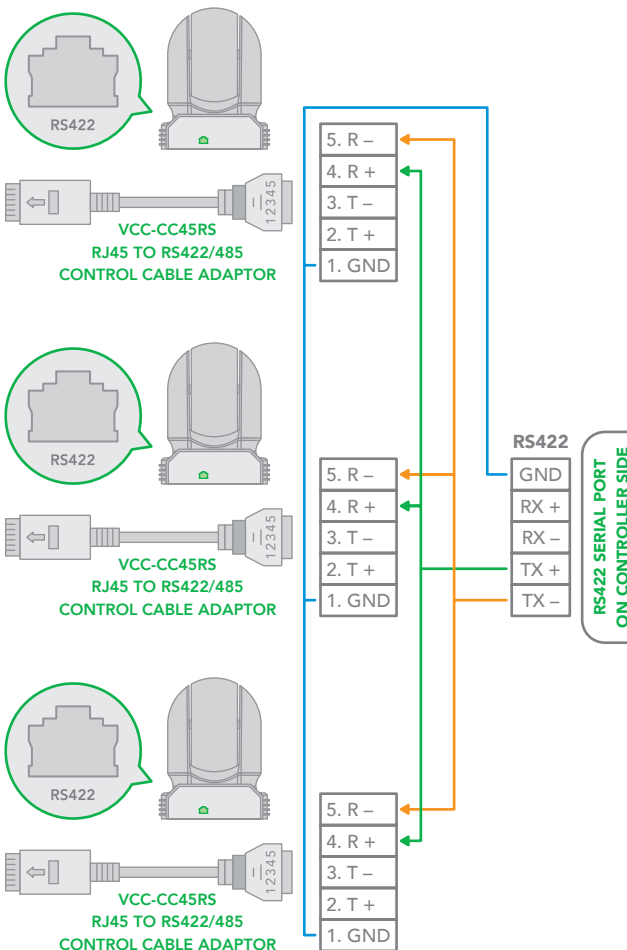 RS422
12345
VCC-CC45RS
RJ45 TO RS422/485
CONTROL CABLE ADAPTOR
5. R –
4. R +
3. T –
2. T +
1. GND
RS422
12345
VCC-CC45RS
RJ45 TO RS422/485
CONTROL CABLE ADAPTOR
5. R –
4. R +
3. T –
2. T +
1. GND
RS422
GND
RX +
RX –
TX +
TX –
RS422 SERIAL PORT
ON CONTROLLER SIDE
RS422
12345
VCC-CC45RS
RJ45 TO RS422/485
CONTROL CABLE ADAPTOR
5. R –
4. R +
3. T –
2. T +
1. GND